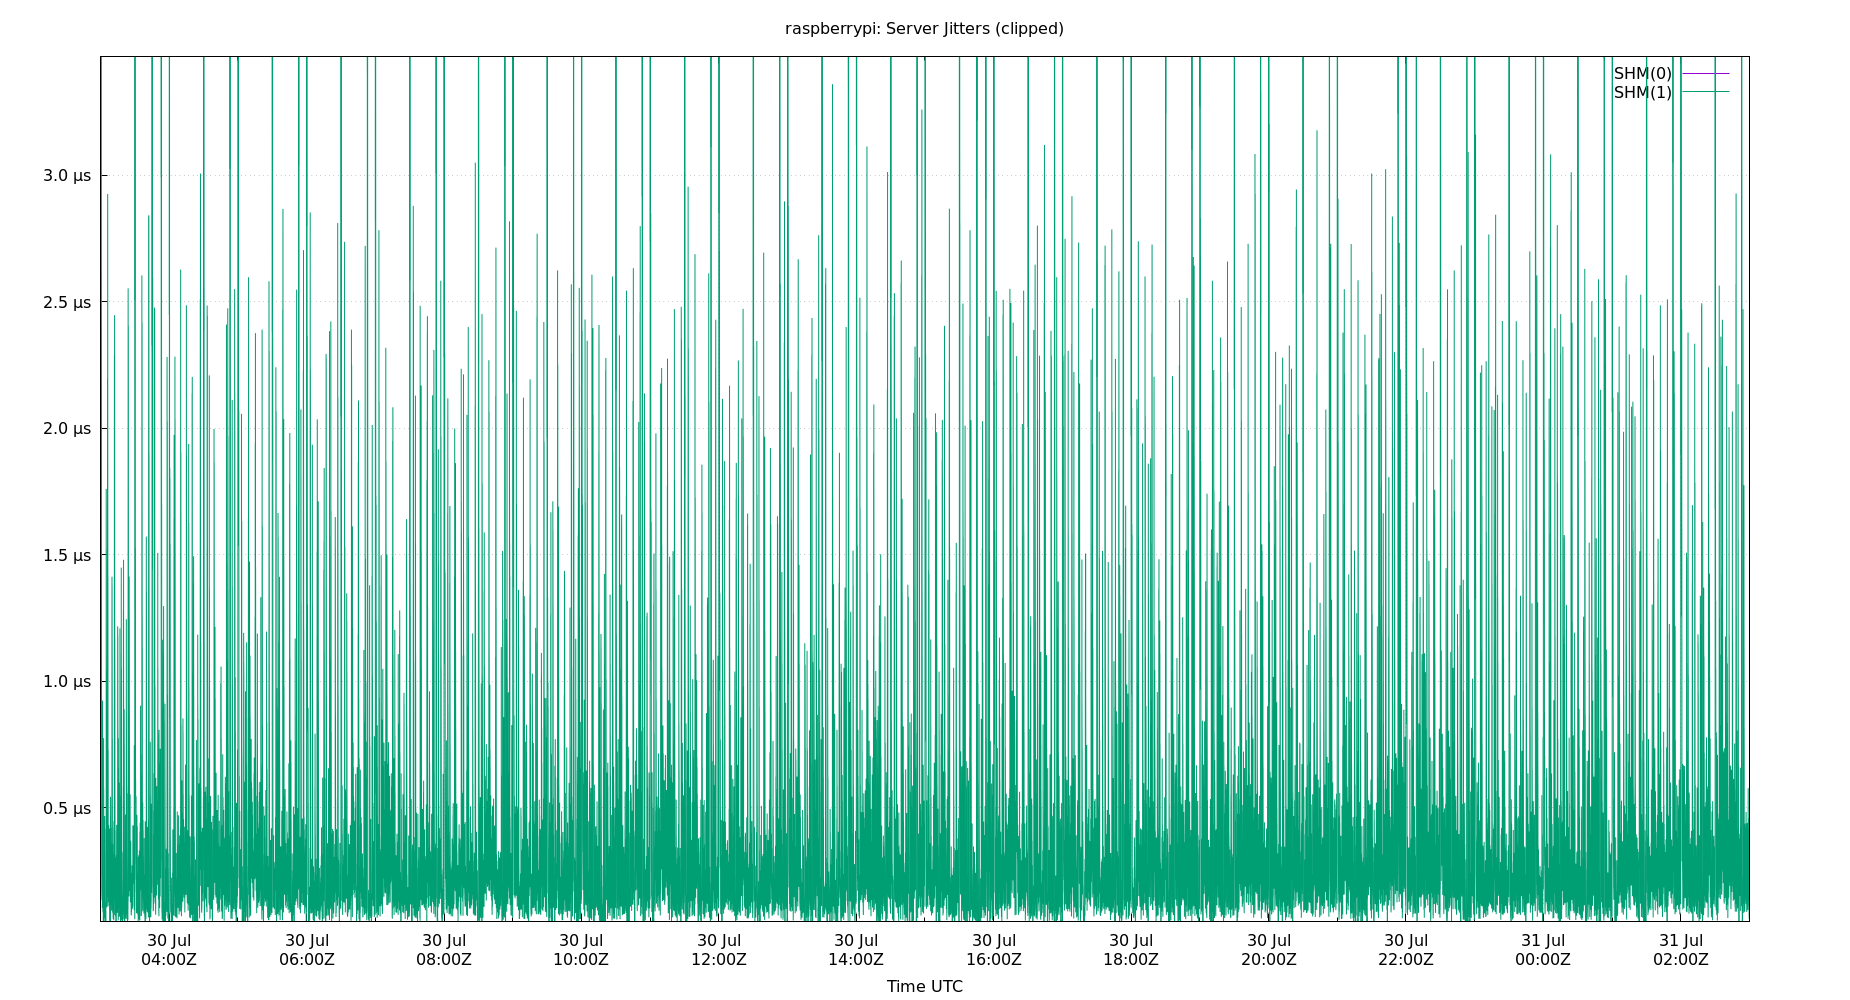 raspberrypi: Server Jitters (clipped)
SHM(0)
SHM(1)
3.0 µs
2.5 µs
2.0 µs
1.5 µs
1.0 µs
0.5 µs
30 Jul 30 Jul 30 Jul 30 Jul 30 Jul 30 Jul 30 Jul 30 Jul 30 Jul 30 Jul 31 Jul 31 Jul
04:00Z 06:00Z 08:00Z 10:00Z 12:00Z 14:00Z 16:00Z 18:00Z 20:00Z 22:00Z 00:00Z 02:00Z
Time UTC